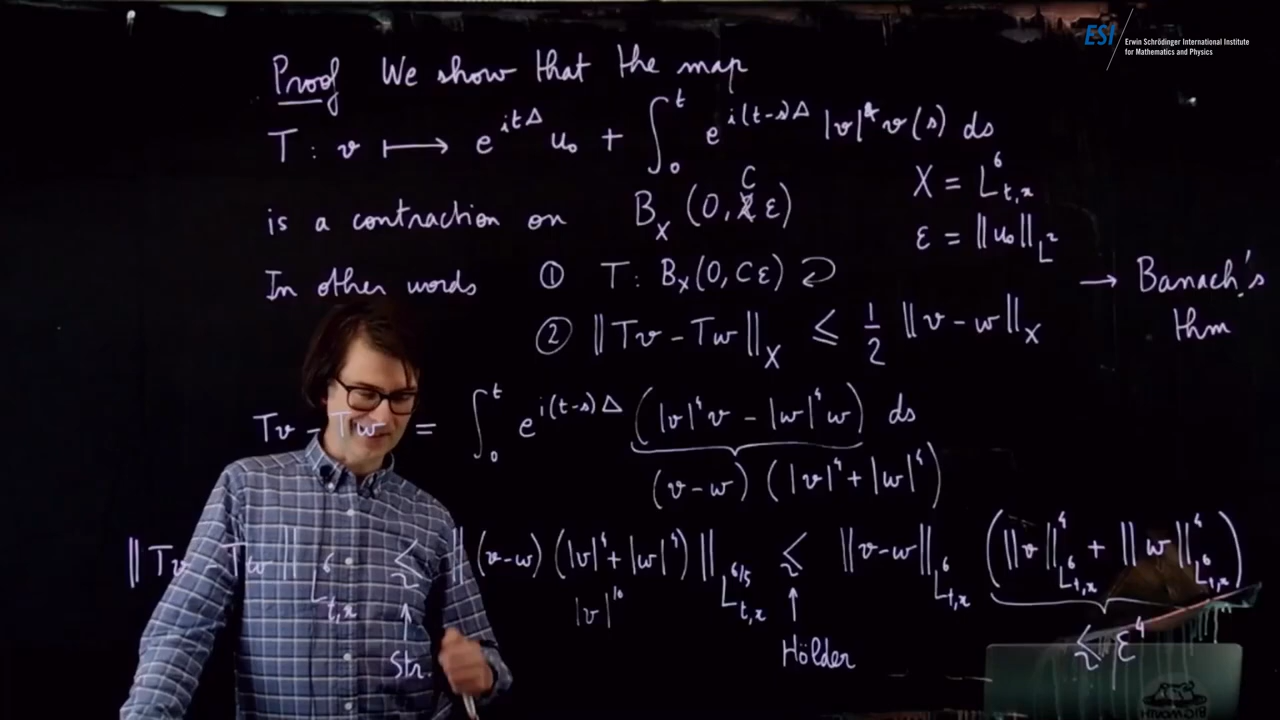 ESI Erwin Schrödinger International Institute
for Mathematics and Physics
Proof We show that the map
T : v ⟼ e^{itΔ} u₀ + ∫₀^t e^{i(t-s)Δ} |v|⁴ v(s) ds
X = L⁶_{t,x}
is a contraction on B_X (0, Cε)
ε = ‖u₀‖_{L²}
In other words ① T : B_X(0, Cε) ⊋
→ Banach's thm
② ‖Tv - Tw‖_X ≤ 1/2 ‖v - w‖_X
Tv - Tw = ∫₀^t e^{i(t-s)Δ} (|v|⁴v - |w|⁴w) ds
(v-w) (|v|⁴ + |w|⁴)
‖Tv - Tw‖_{L⁶_{t,x}} ≲ ‖(v-w) (|v|⁴ + |w|⁴)‖_{L^{6/5}_{t,x}} ≲ ‖v-w‖_{L⁶_{t,x}} (‖v‖⁴_{L⁶_{t,x}} + ‖w‖⁴_{L⁶_{t,x}})
↑ |v|¹⁶ ↑ ≲ ε⁴
Str. Hölder